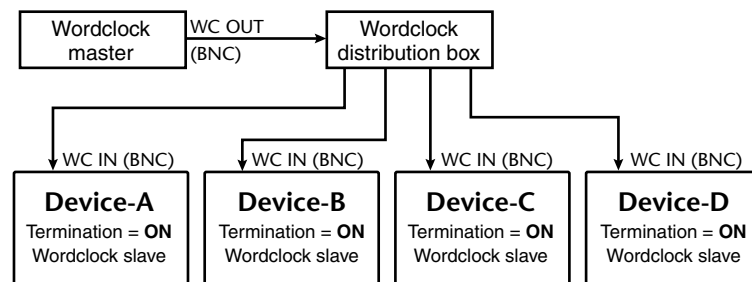 Wordclock
master
WC OUT
(BNC)
Wordclock
distribution box
WC IN (BNC)
WC IN (BNC)
WC IN (BNC)
WC IN (BNC)
Device-A
Termination = ON
Wordclock slave
Device-B
Termination = ON
Wordclock slave
Device-C
Termination = ON
Wordclock slave
Device-D
Termination = ON
Wordclock slave